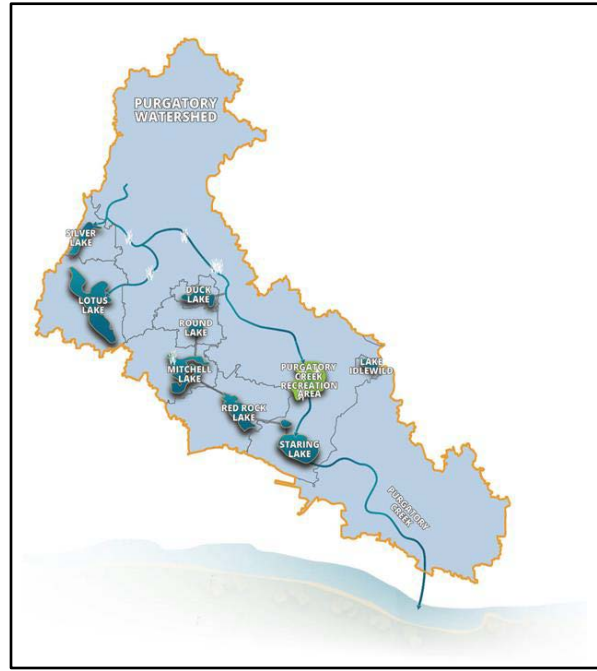 PURGATORY
WATERSHED
SILVER
LAKE
LOTUS
LAKE
DUCK
LAKE
ROUND
LAKE
MITCHELL
LAKE
PURGATORY
CREEK
RECREATION
AREA
LAKE
IDLEWILD
RED ROCK
LAKE
STARING
LAKE
PURGATORY
CREEK